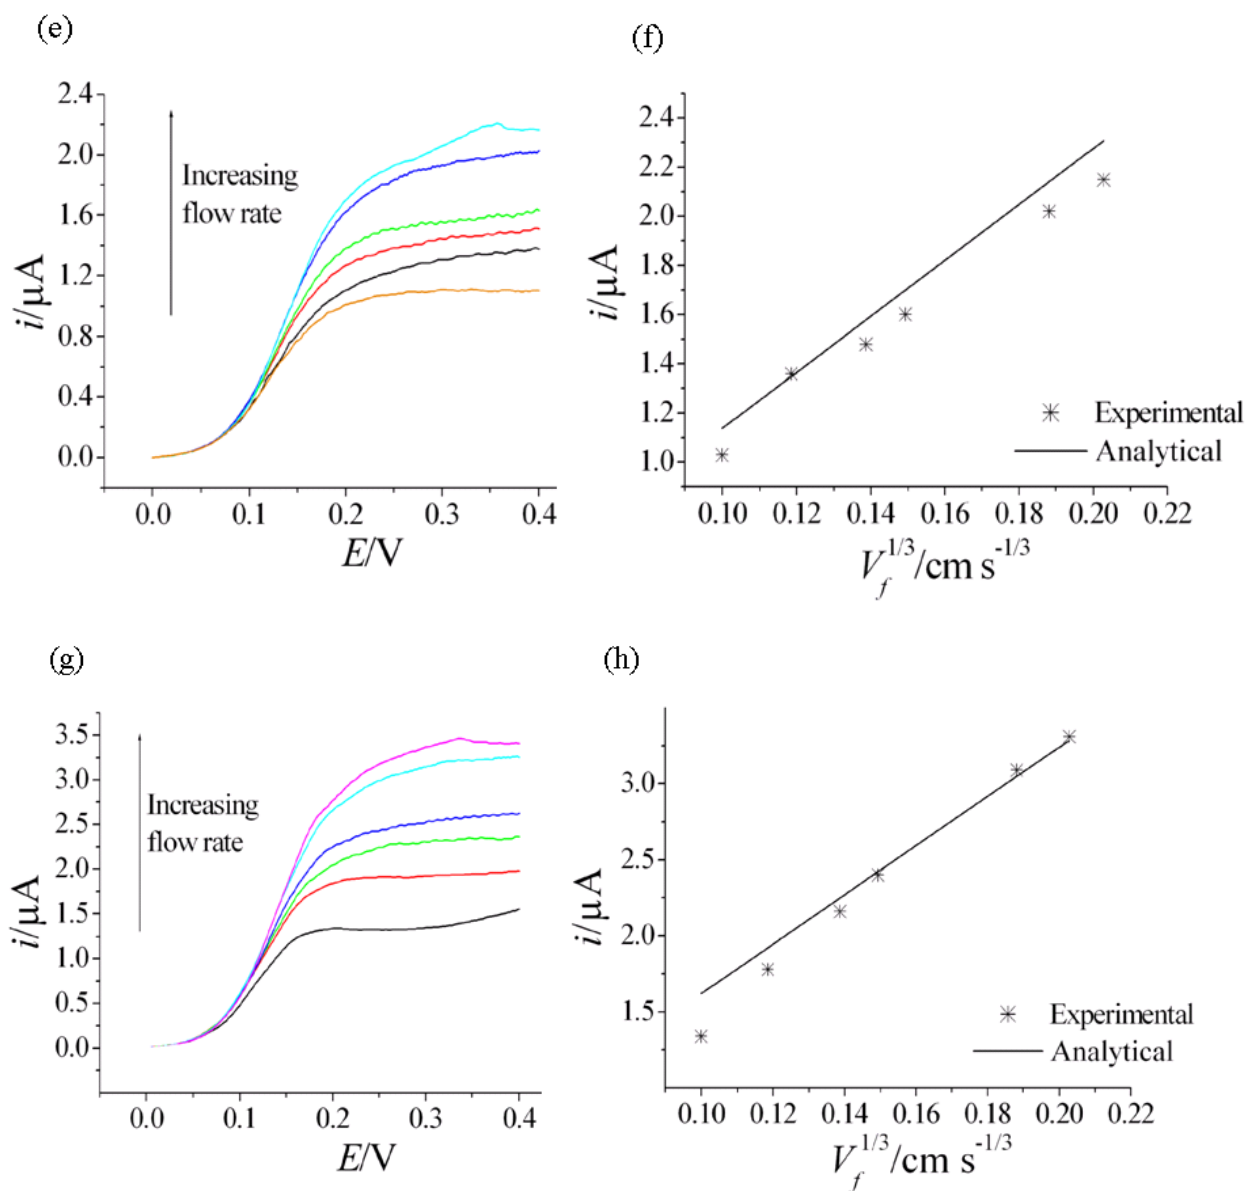 (e)
2.4
2.0
1.6
1.2
0.8
0.4
0.0
i/μA
Increasing
flow rate
0.0 0.1 0.2 0.3 0.4
E/V
(f)
2.4
2.2
2.0
1.8
1.6
1.4
1.2
1.0
i/μA
Experimental
Analytical
0.10 0.12 0.14 0.16 0.18 0.20 0.22
V_f^1/3/cm s^-1/3
(g)
3.5
3.0
2.5
2.0
1.5
1.0
0.5
0.0
i/μA
Increasing
flow rate
0.0 0.1 0.2 0.3 0.4
E/V
(h)
3.0
2.5
2.0
1.5
i/μA
Experimental
Analytical
0.10 0.12 0.14 0.16 0.18 0.20 0.22
V_f^1/3/cm s^-1/3